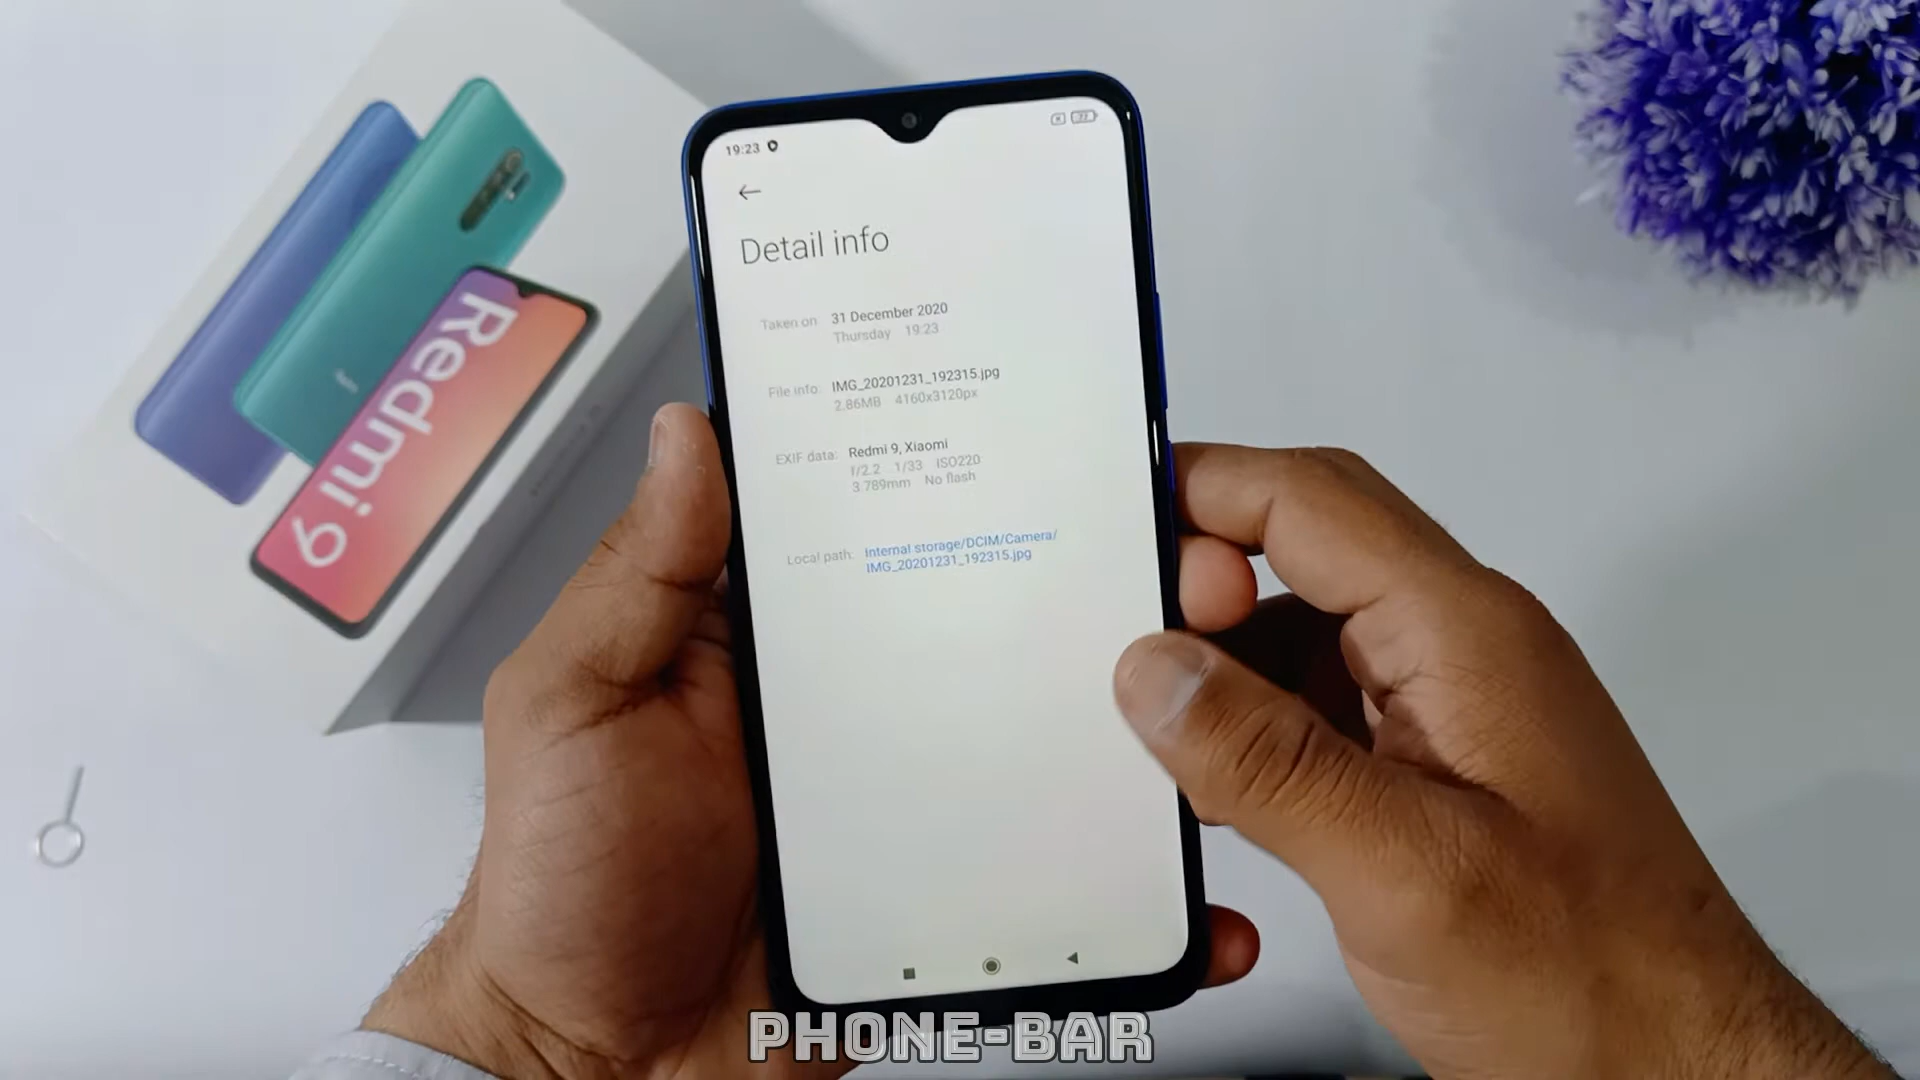 19:23
Detail info
Taken on 31 December 2020
Thursday 19:23
File info: IMG_20201231_192315.jpg
2.86MB 4160x3120px
EXIF data: Redmi 9, Xiaomi
f/2.2 1/33 ISO220
3.789mm No flash
Local path: Internal storage/DCIM/Camera/
IMG_20201231_192315.jpg
Redmi 9
PHONE-BAR